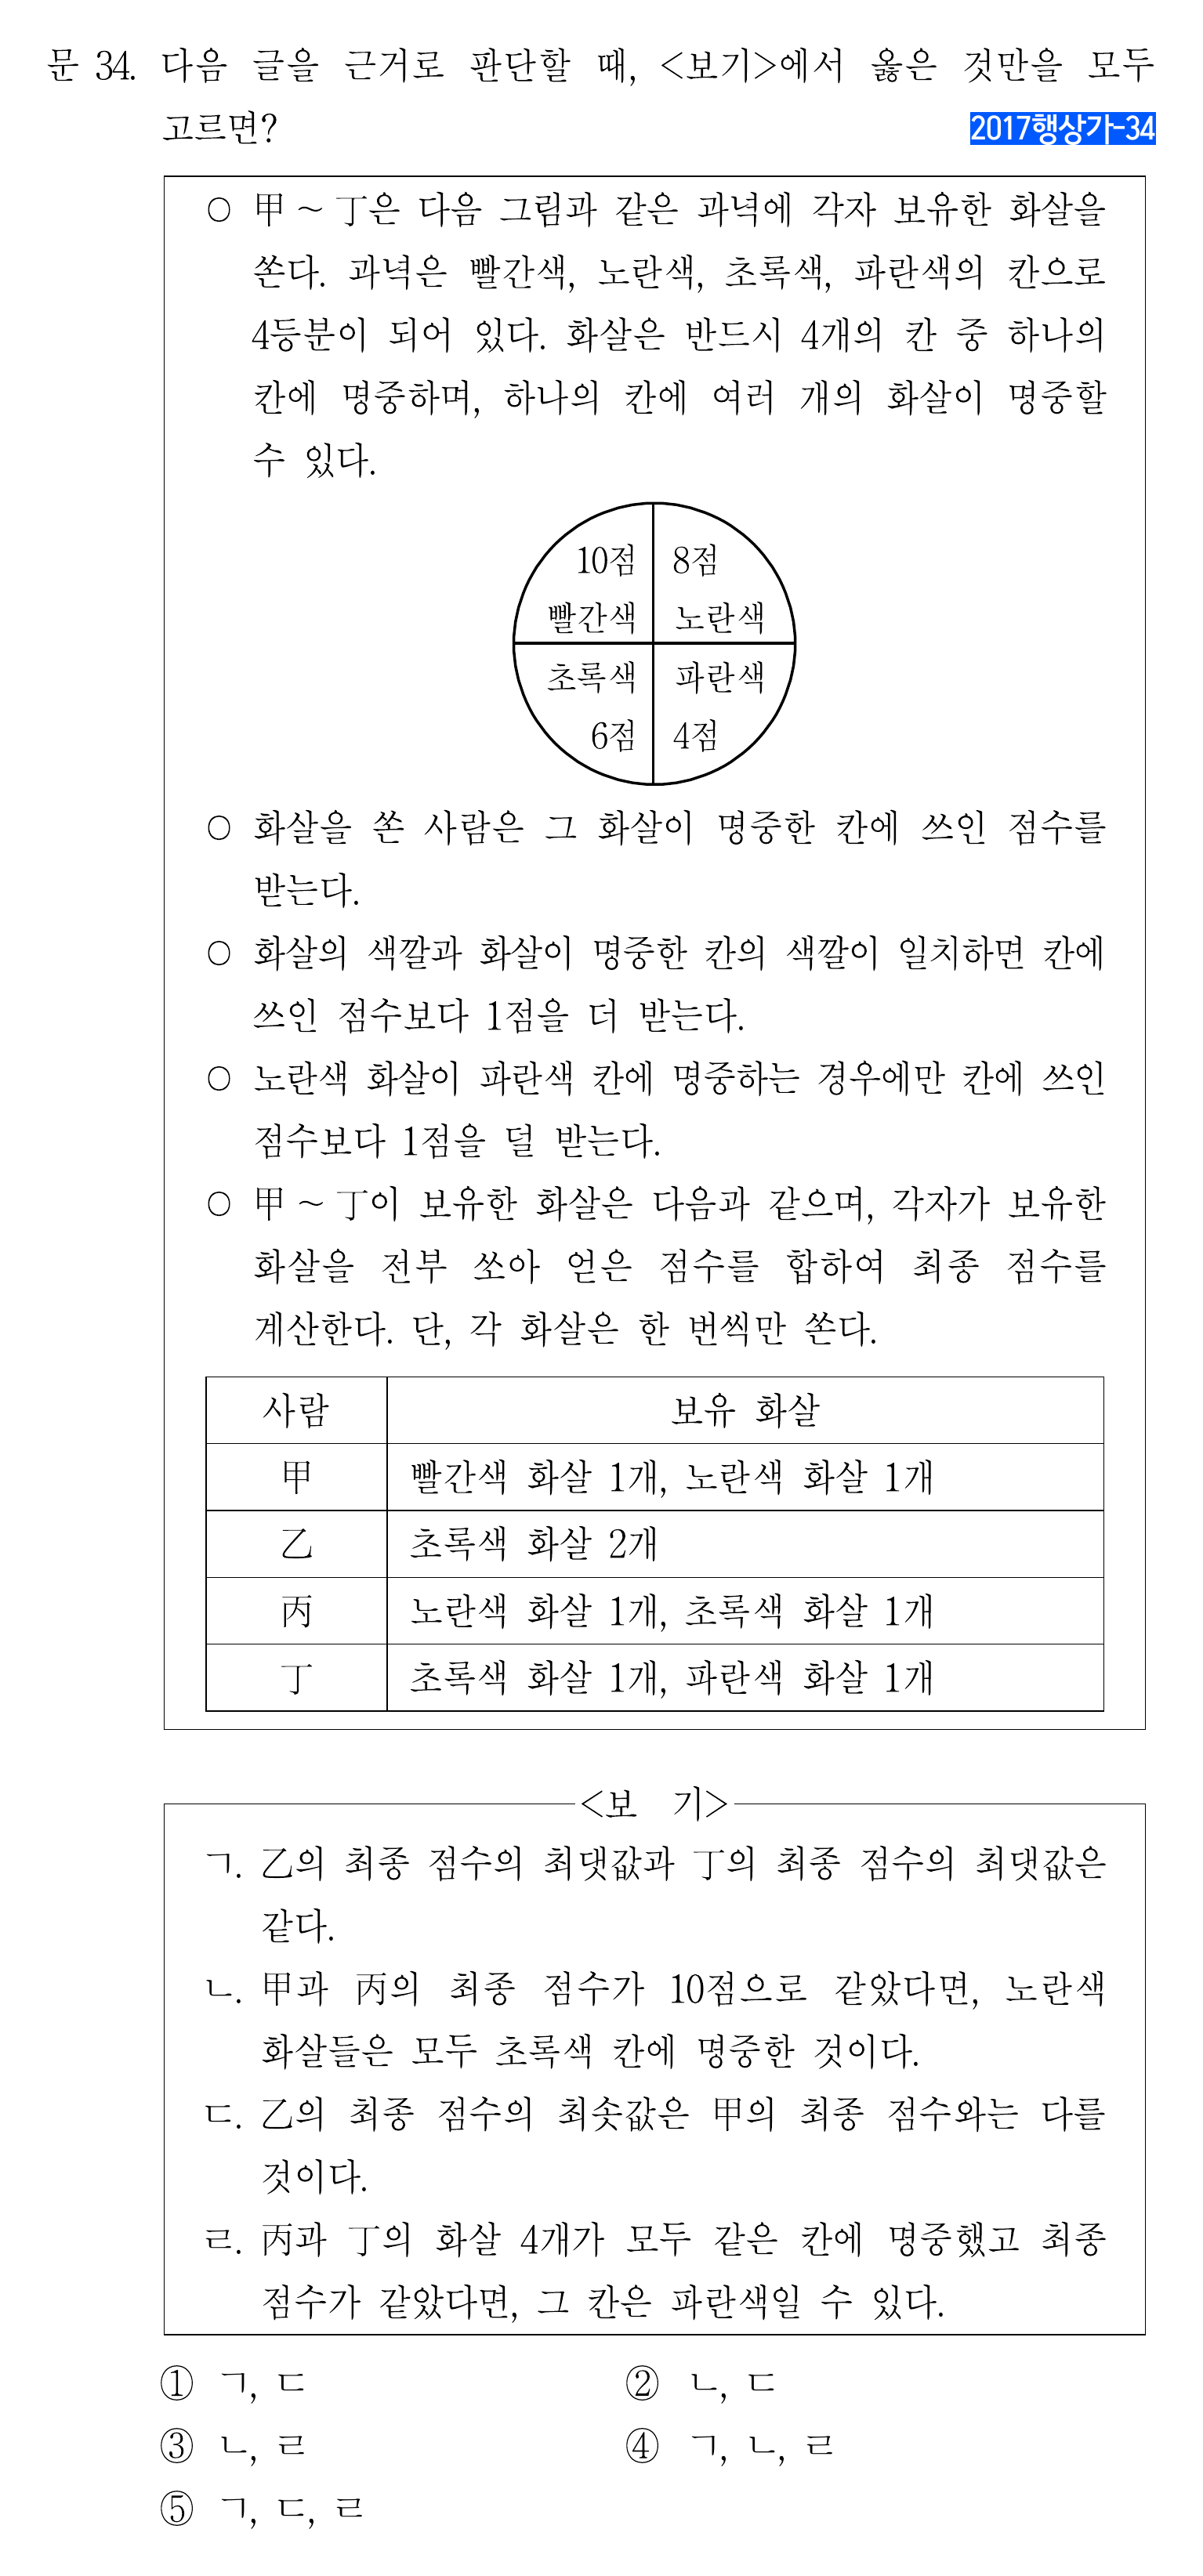 문 34. 다음 글을 근거로 판단할 때, <보기>에서 옳은 것만을 모두
고르면?
2017행상가-34
○ 甲 ~ 丁은 다음 그림과 같은 과녁에 각자 보유한 화살을
쏜다. 과녁은 빨간색, 노란색, 초록색, 파란색의 칸으로
4등분이 되어 있다. 화살은 반드시 4개의 칸 중 하나의
칸에 명중하며, 하나의 칸에 여러 개의 화살이 명중할
수 있다.
10점 8점
빨간색 노란색
초록색 파란색
6점 4점
○ 화살을 쏜 사람은 그 화살이 명중한 칸에 쓰인 점수를
받는다.
○ 화살의 색깔과 화살이 명중한 칸의 색깔이 일치하면 칸에
쓰인 점수보다 1점을 더 받는다.
○ 노란색 화살이 파란색 칸에 명중하는 경우에만 칸에 쓰인
점수보다 1점을 덜 받는다.
○ 甲 ~ 丁이 보유한 화살은 다음과 같으며, 각자가 보유한
화살을 전부 쏘아 얻은 점수를 합하여 최종 점수를
계산한다. 단, 각 화살은 한 번씩만 쏜다.
사람 보유 화살
甲 빨간색 화살 1개, 노란색 화살 1개
乙 초록색 화살 2개
丙 노란색 화살 1개, 초록색 화살 1개
丁 초록색 화살 1개, 파란색 화살 1개
<보 기>
ㄱ. 乙의 최종 점수의 최댓값과 丁의 최종 점수의 최댓값은
같다.
ㄴ. 甲과 丙의 최종 점수가 10점으로 같았다면, 노란색
화살들은 모두 초록색 칸에 명중한 것이다.
ㄷ. 乙의 최종 점수의 최솟값은 甲의 최종 점수와는 다를
것이다.
ㄹ. 丙과 丁의 화살 4개가 모두 같은 칸에 명중했고 최종
점수가 같았다면, 그 칸은 파란색일 수 있다.
① ㄱ, ㄷ ② ㄴ, ㄷ
③ ㄴ, ㄹ ④ ㄱ, ㄴ, ㄹ
⑤ ㄱ, ㄷ, ㄹ